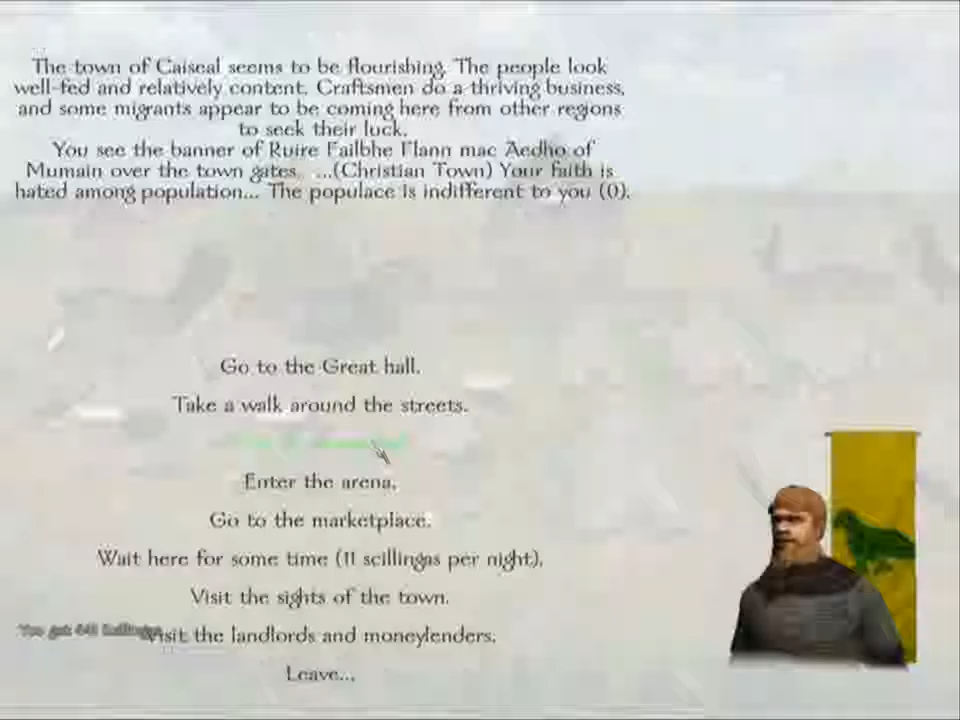 The town of Caiseal seems to be flourishing. The people look
well-fed and relatively content. Craftsmen do a thriving business,
and some migrants appear to be coming here from other regions
to seek their luck.
You see the banner of Ruire Failbhe Flann mac Aedho of
Mumain over the town gates. ...(Christian Town) Your faith is
hated among population... The populace is indifferent to you (0).
Go to the Great hall.
Take a walk around the streets.
Enter the arena.
Go to the marketplace.
Wait here for some time (11 scillingas per night).
Visit the sights of the town.
You got
Visit the landlords and moneylenders.
Leave...